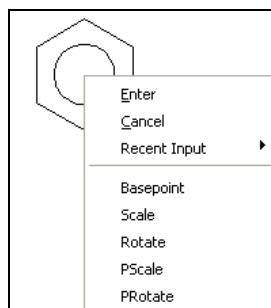 Enter
Cancel
Recent Input
Basepoint
Scale
Rotate
PScale
PRotate